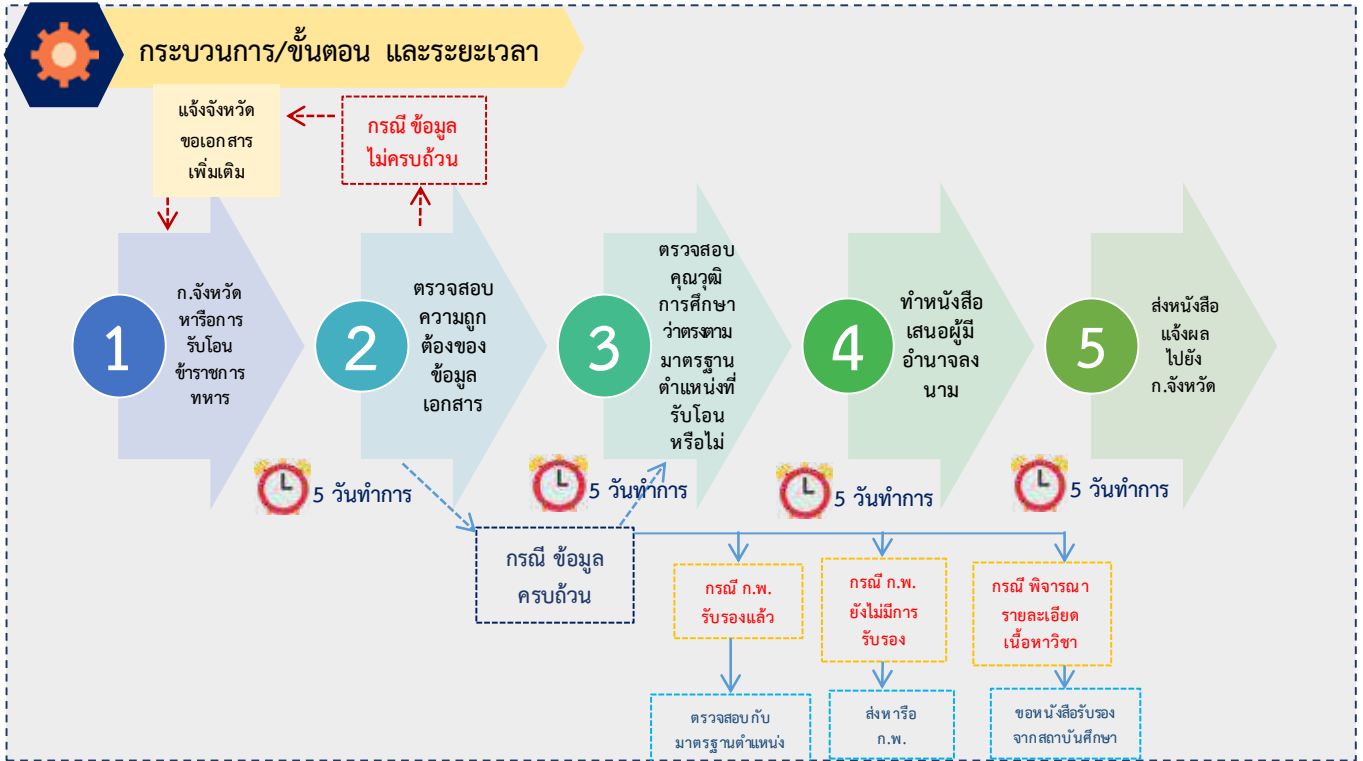 กระบวนการ/ขั้นตอน และระยะเวลา
แจ้งจังหวัด
ขอเอกสาร
เพิ่มเติม
กรณี ข้อมูล
ไม่ครบถ้วน
1
ก.จังหวัด
หารือการ
รับโอน
ข้าราชการ
ทหาร
2
ตรวจสอบ
ความถูก
ต้องของ
ข้อมูล
เอกสาร
3
ตรวจสอบ
คุณวุฒิ
การศึกษา
ว่าตรงตาม
มาตรฐาน
ตำแหน่งที่
รับโอน
หรือไม่
4
ทำหนังสือ
เสนอผู้มี
อำนาจลง
นาม
5
ส่งหนังสือ
แจ้งผล
ไปยัง
ก.จังหวัด
5 วันทำการ
5 วันทำการ
5 วันทำการ
5 วันทำการ
กรณี ข้อมูล
ครบถ้วน
กรณี ก.พ.
รับรองแล้ว
กรณี ก.พ.
ยังไม่มีการ
รับรอง
กรณี พิจารณา
รายละเอียด
เนื้อหาวิชา
ตรวจสอบกับ
มาตรฐานตำแหน่ง
ส่งหารือ
ก.พ.
ขอหนังสือรับรอง
จากสถาบันศึกษา